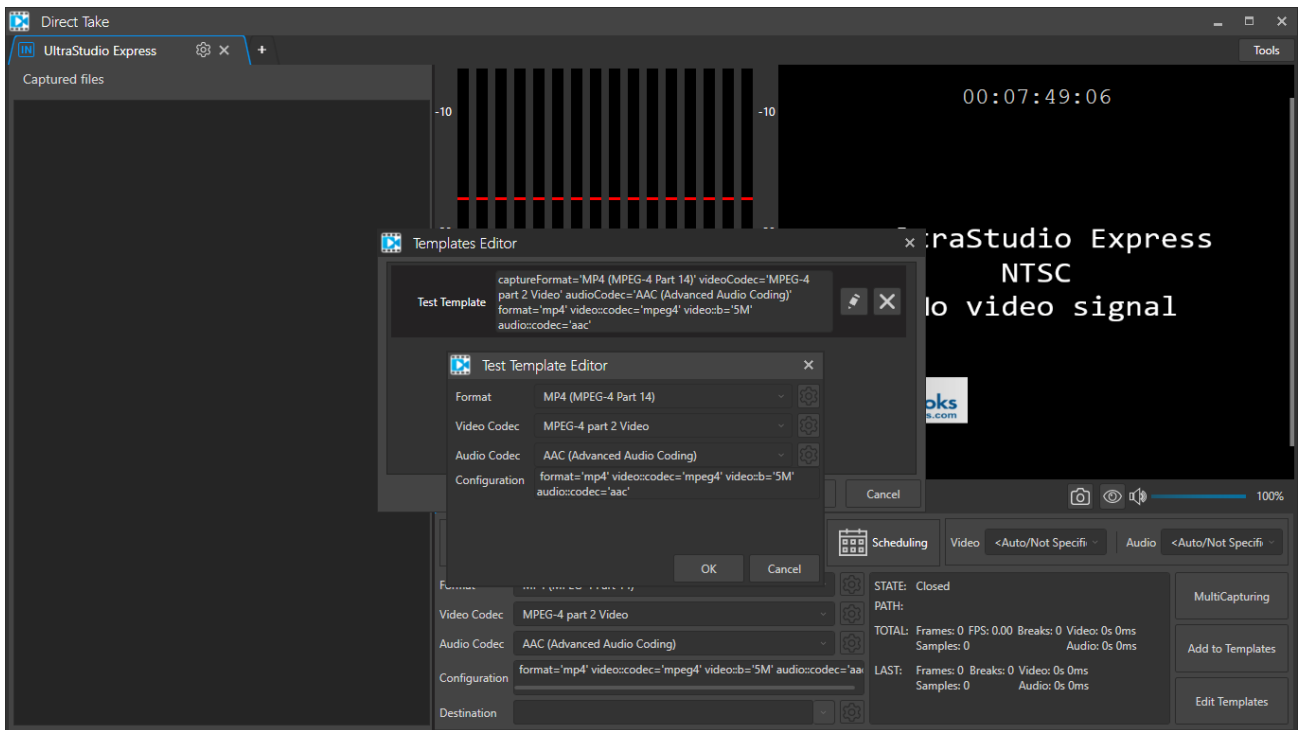 Direct Take
IN UltraStudio Express
+
Tools
Captured files
-10
-10
00:07:49:06
raStudio Express
NTSC
o video signal
oks
s.com
100%
Templates Editor
Test Template
captureFormat='MP4 (MPEG-4 Part 14)' videoCodec='MPEG-4
part 2 Video' audioCodec='AAC (Advanced Audio Coding)'
format='mp4' video::codec='mpeg4' video::b='5M'
audio::codec='aac'
Cancel
Test Template Editor
Format MP4 (MPEG-4 Part 14)
Video Codec MPEG-4 part 2 Video
Audio Codec AAC (Advanced Audio Coding)
Configuration format='mp4' video::codec='mpeg4' video::b='5M'
audio::codec='aac'
OK Cancel
Scheduling Video <Auto/Not Specifi Audio <Auto/Not Specifi
Video Codec MPEG-4 part 2 Video
Audio Codec AAC (Advanced Audio Coding)
Configuration format='mp4' video::codec='mpeg4' video::b='5M' audio::codec='aa
Destination
STATE: Closed
PATH:
TOTAL: Frames: 0 FPS: 0.00 Breaks: 0 Video: 0s 0ms
Samples: 0 Audio: 0s 0ms
LAST: Frames: 0 Breaks: 0 Video: 0s 0ms
Samples: 0 Audio: 0s 0ms
MultiCapturing
Add to Templates
Edit Templates